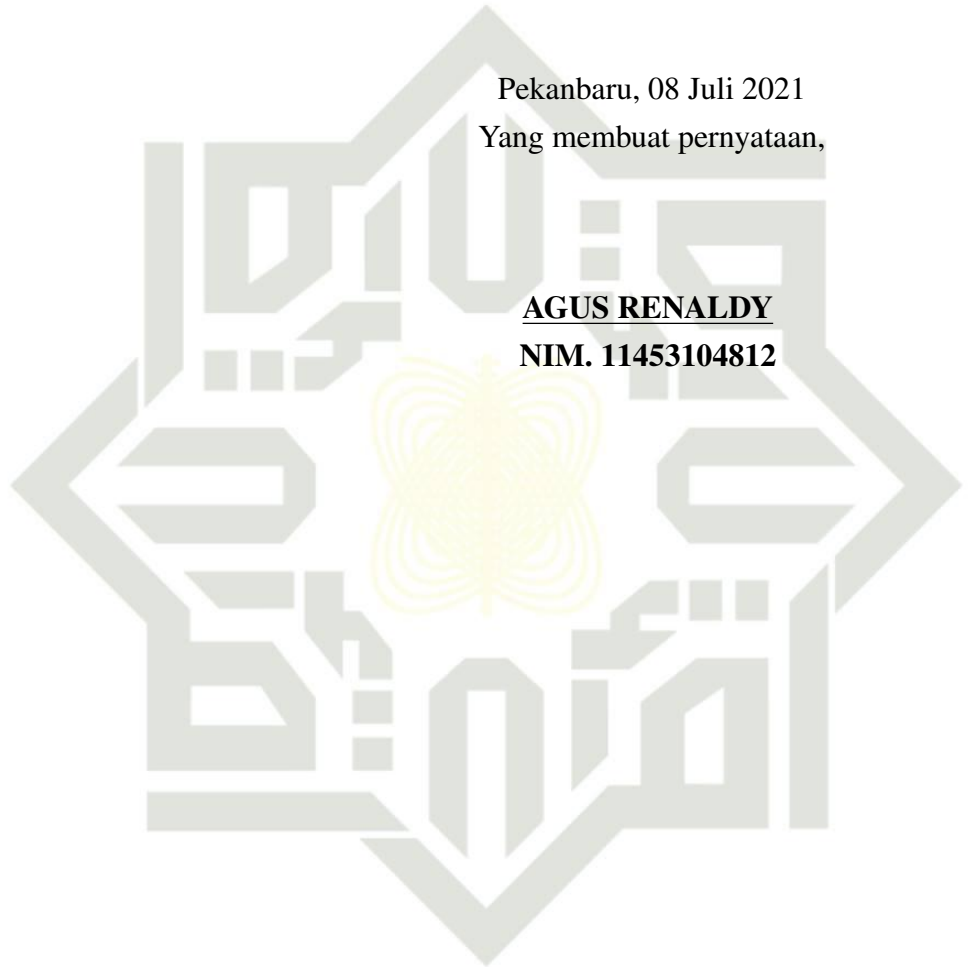 Pekanbaru, 08 Juli 2021
Yang membuat pernyataan,
AGUS RENALDY
NIM. 11453104812